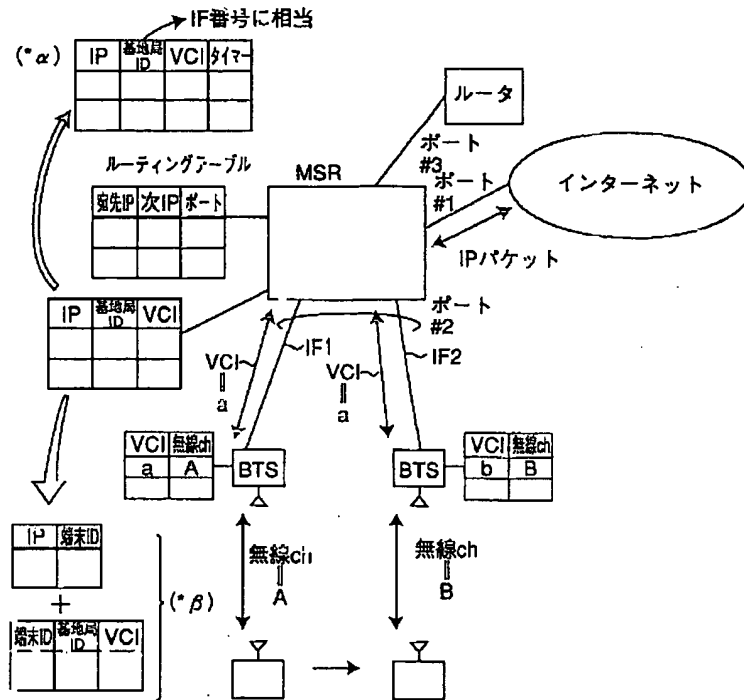 IF番号に相当
(*α)
IP 基地局ID VCI タイマー
ルータ
ルーティングテーブル
MSR
ポート#3
ポート#1
インターネット
宛先IP 次IP ポート
IPパケット
IP 基地局ID VCI
ポート#2
IF1
IF2
VCI
=
a
VCI
=
a
VCI 無線ch
a A
BTS
BTS
VCI 無線ch
b B
IP 端末ID
+
(*β)
無線ch
=
A
無線ch
=
B
端末ID 基地局ID VCI